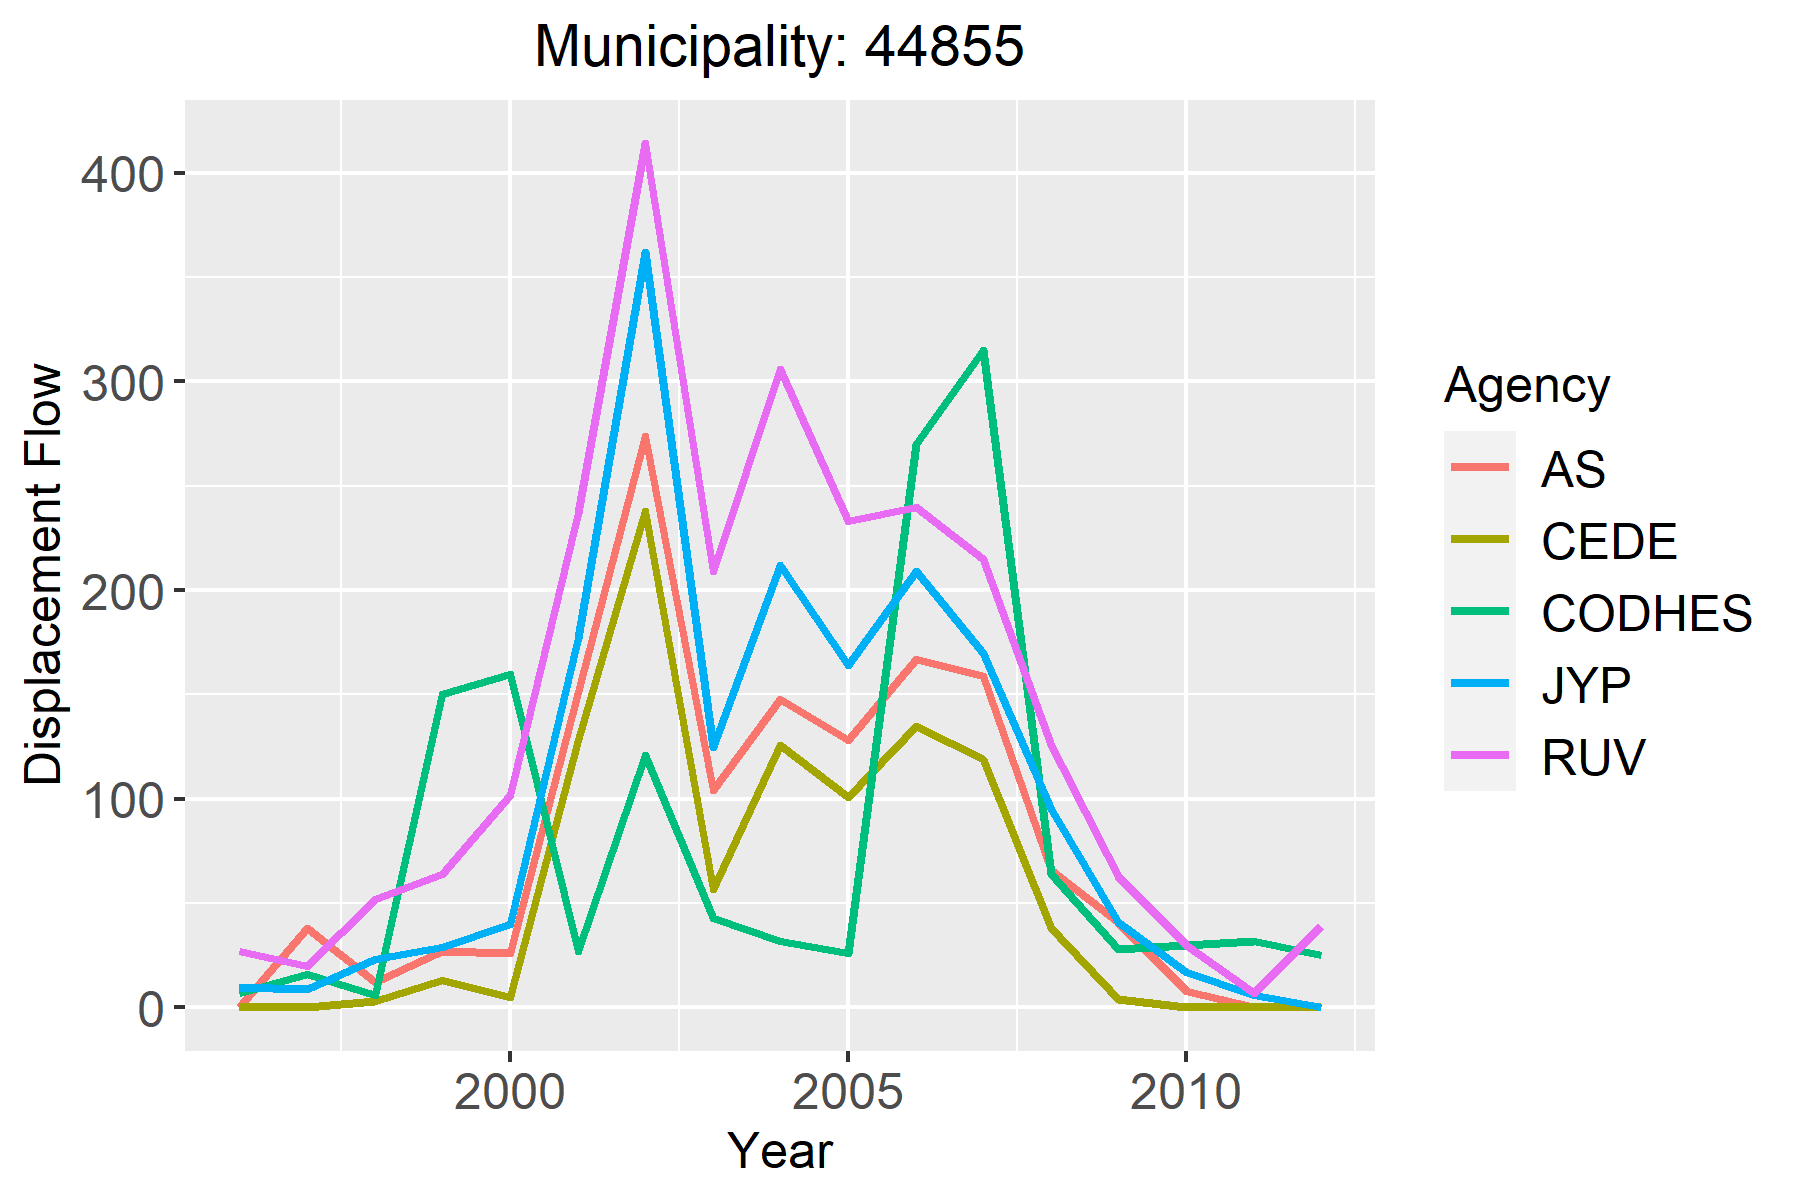 Municipality: 44855
400
300
200
100
0
Displacement Flow
2000
2005
2010
Year
Agency
AS
CEDE
CODHES
JYP
RUV